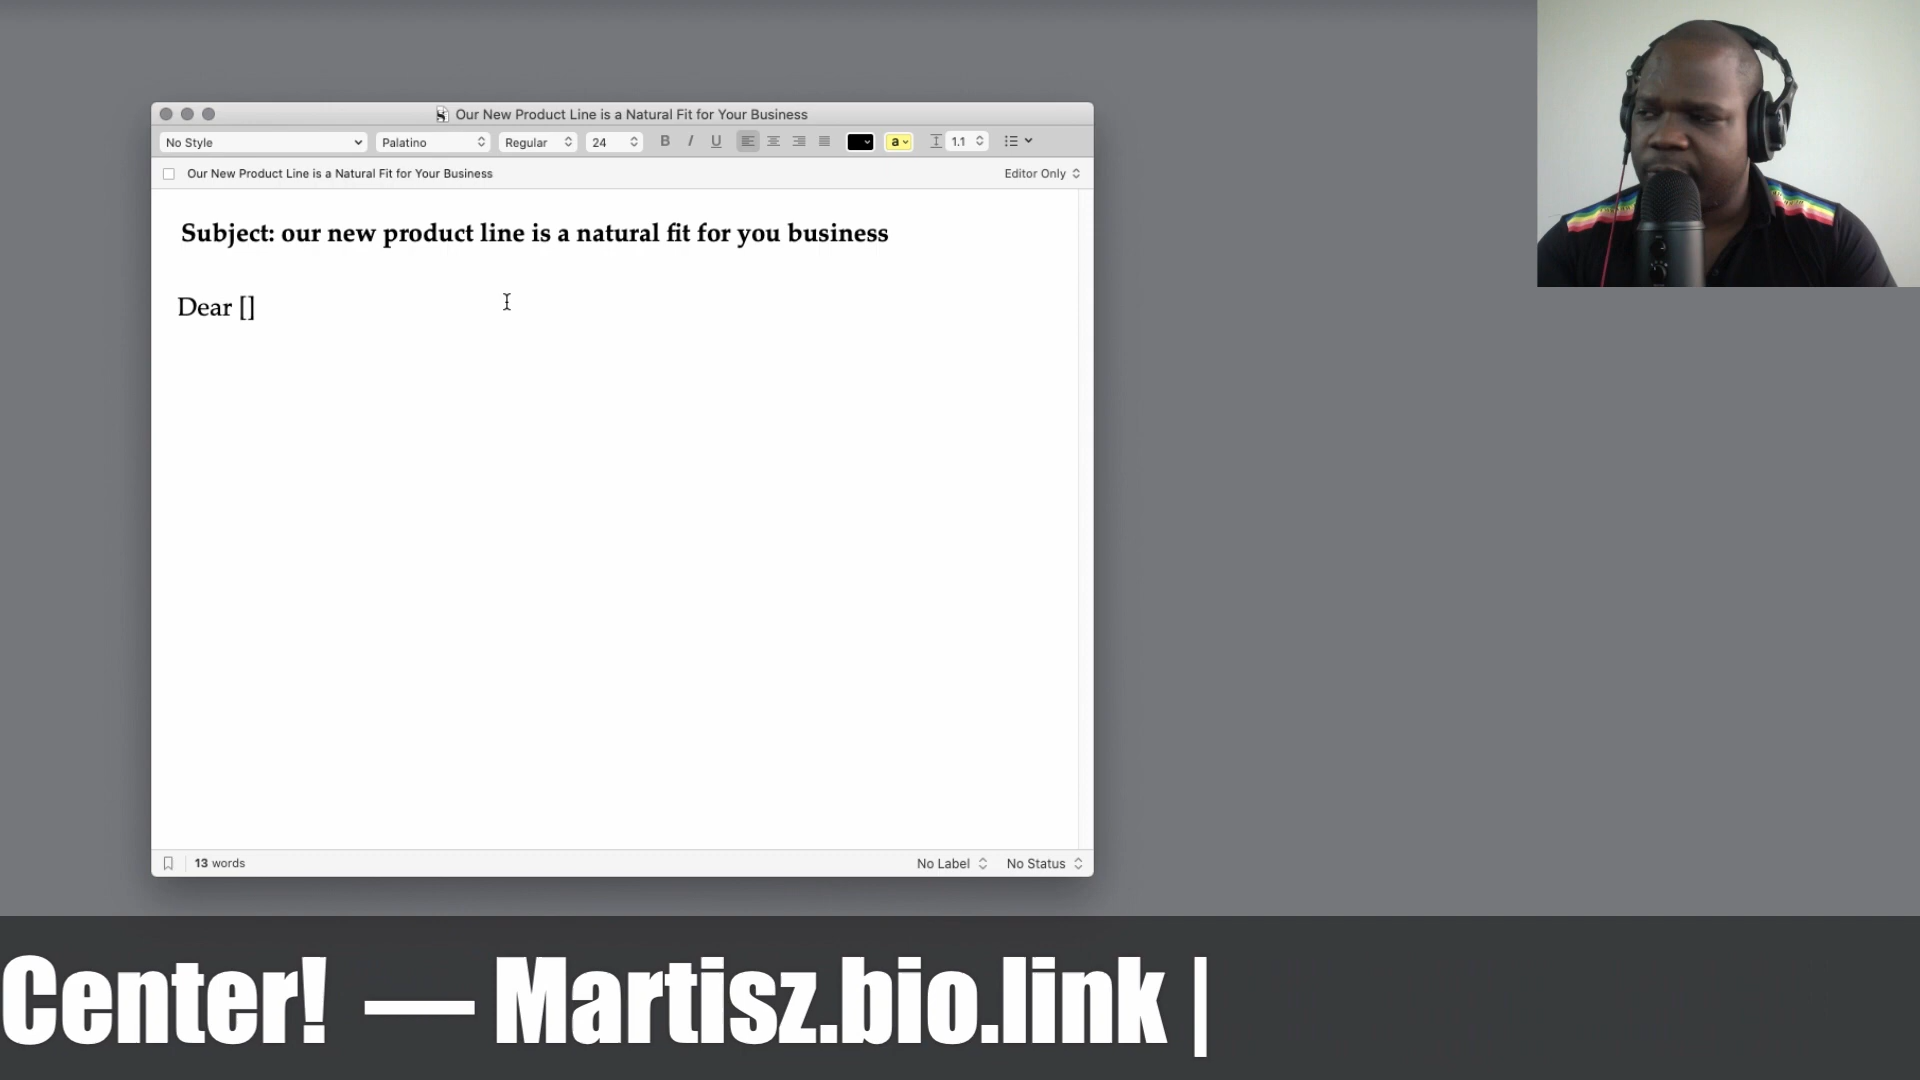 Our New Product Line is a Natural Fit for Your Business
No Style Palatino Regular 24 B I U a 1.1
Our New Product Line is a Natural Fit for Your Business Editor Only
Subject: our new product line is a natural fit for you business
Dear []
13 words No Label No Status
Center! — Martisz.bio.link |